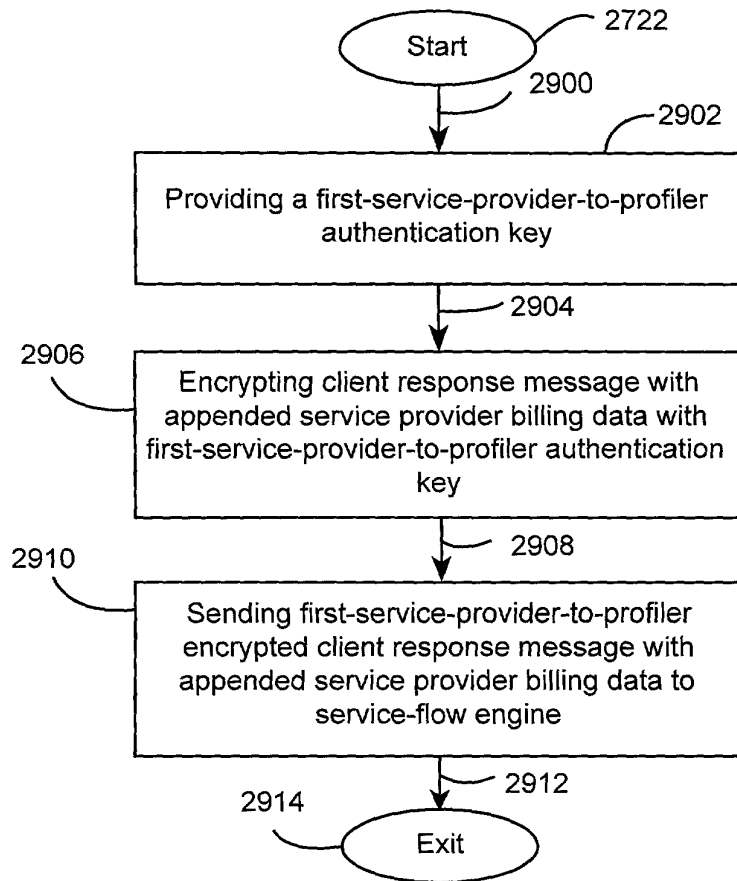 Start
2722
2900
2902
Providing a first-service-provider-to-profiler
authentication key
2904
2906
Encrypting client response message with
appended service provider billing data with
first-service-provider-to-profiler authentication
key
2908
2910
Sending first-service-provider-to-profiler
encrypted client response message with
appended service provider billing data to
service-flow engine
2912
2914
Exit